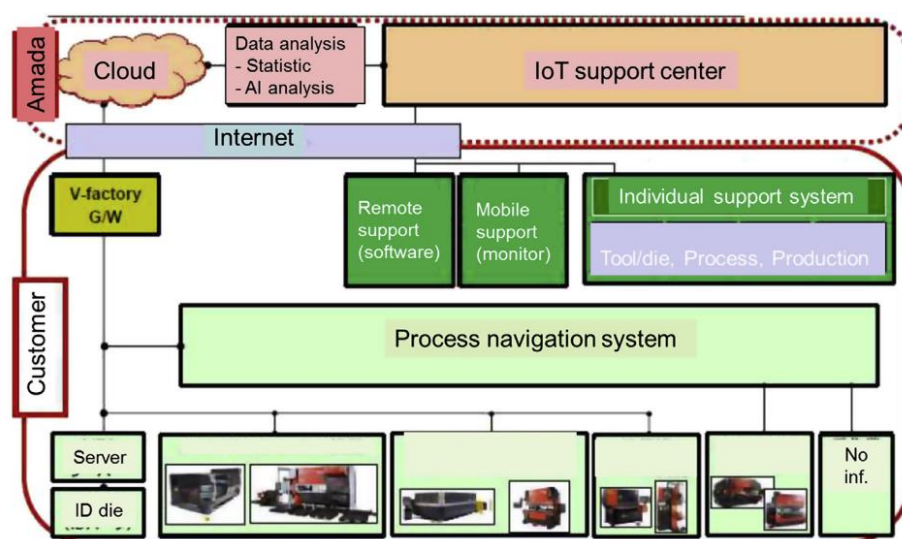 Amada
Cloud
Data analysis
- Statistic
- AI analysis
IoT support center
Internet
V-factory
G/W
Remote
support
(software)
Mobile
support
(monitor)
Individual support system
Tool/die, Process, Production
Customer
Process navigation system
Server
ID die
No
inf.